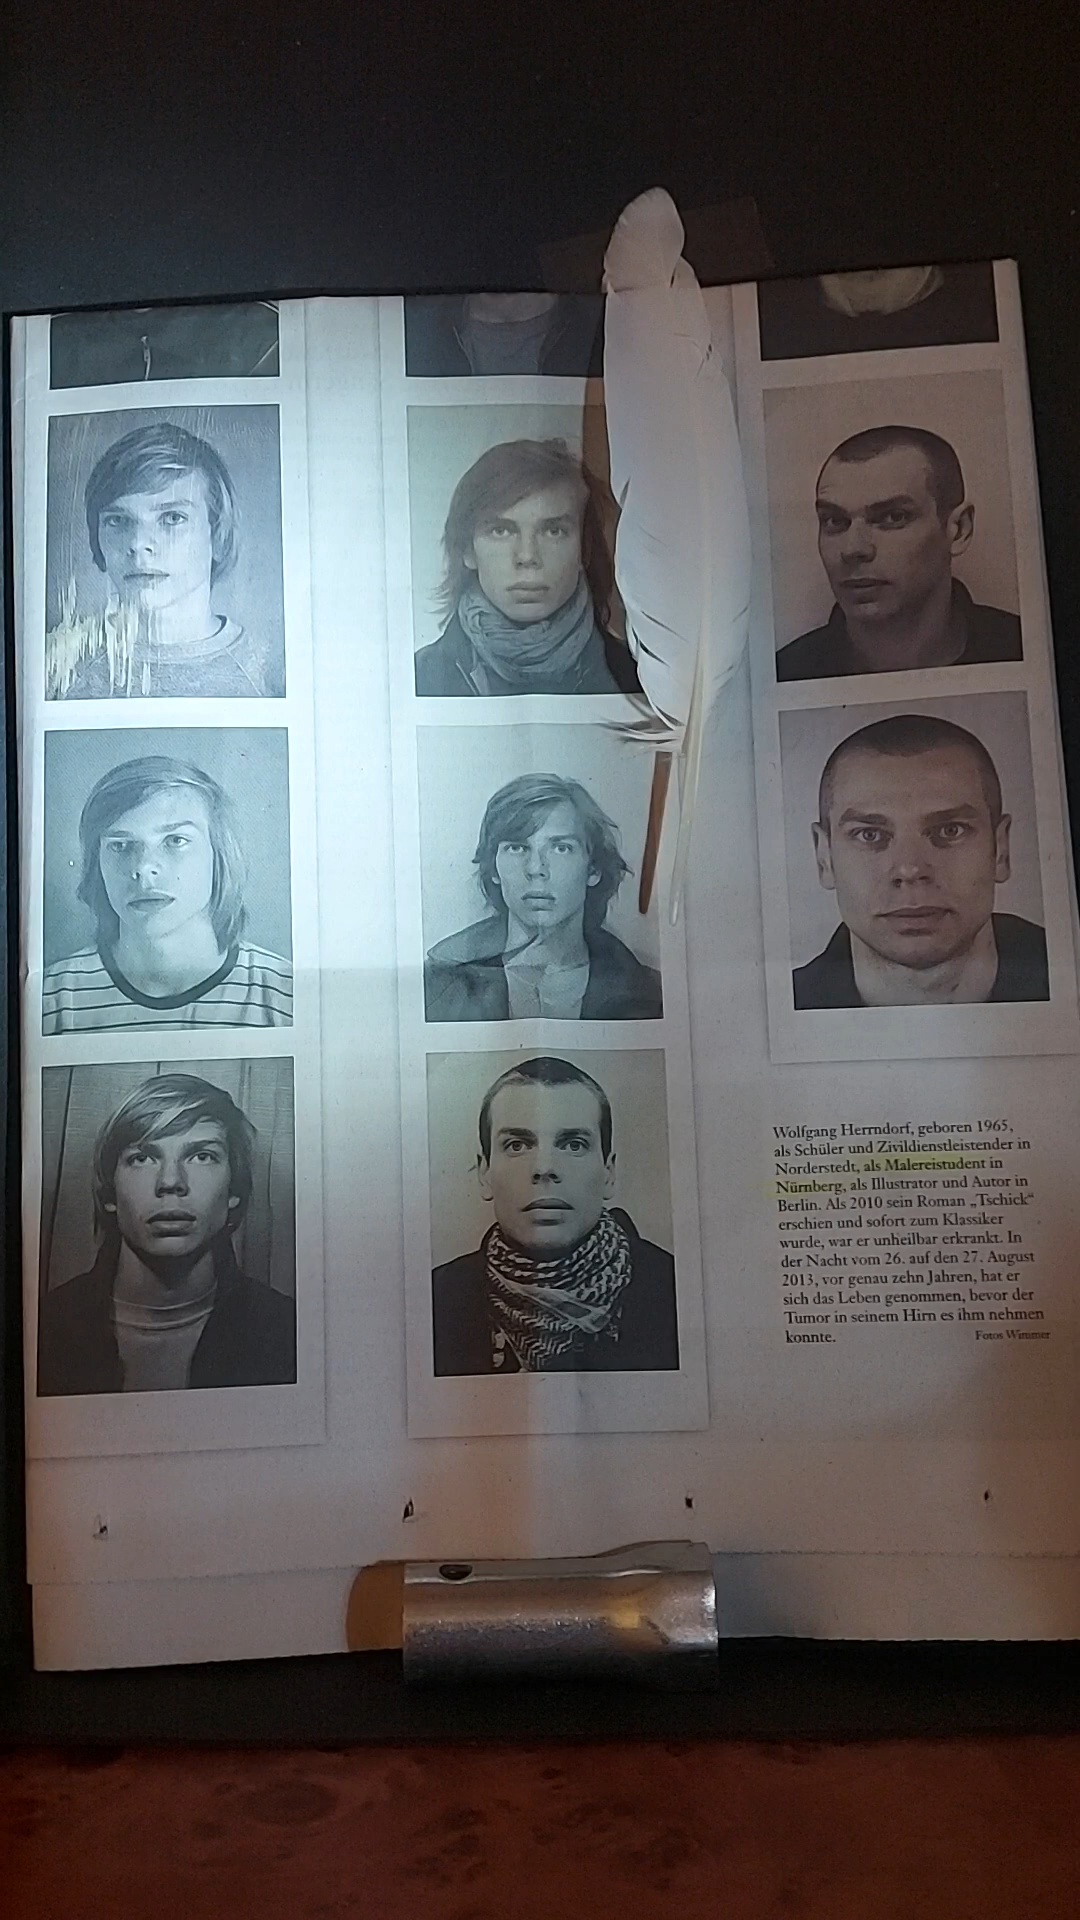 Wolfgang Herrndorf, geboren 1965,
als Schüler und Zivildienstleistender in
Norderstedt, als Malereistudent in
Nürnberg, als Illustrator und Autor in
Berlin. Als 2010 sein Roman „Tschick“
erschien und sofort zum Klassiker
wurde, war er unheilbar erkrankt. In
der Nacht vom 26. auf den 27. August
2013, vor genau zehn Jahren, hat er
sich das Leben genommen, bevor der
Tumor in seinem Hirn es ihm nehmen
konnte. Fotos Wimmer